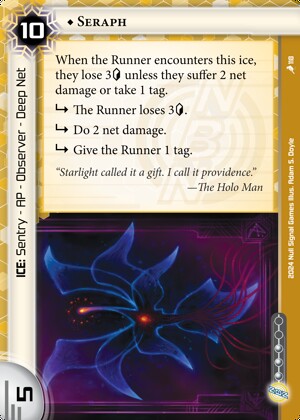 10
◆ SERAPH
When the Runner encounters this ice,
they lose 3 unless they suffer 2 net
damage or take 1 tag.
↳ The Runner loses 3.
↳ Do 2 net damage.
↳ Give the Runner 1 tag.
“Starlight called it a gift. I call it providence.”
—The Holo Man
ICE: Sentry - AP - Observer - Deep Net
5
110
2024 Null Signal Games Illus. Adam S. Doyle